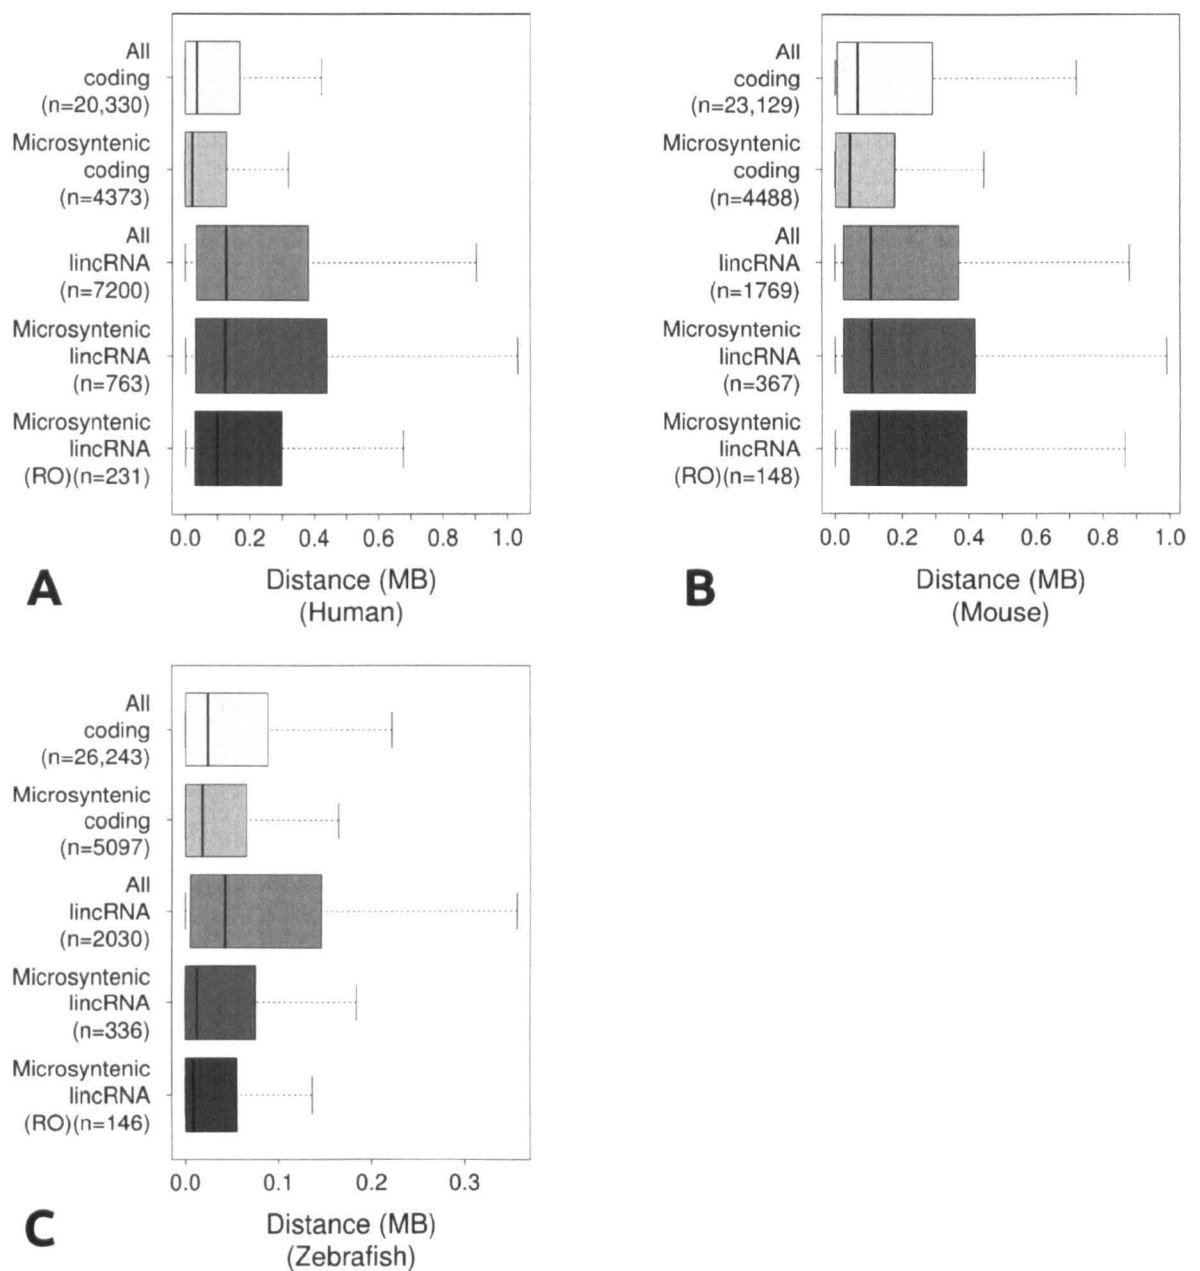 All
coding
(n=20,330)
Microsyntenic
coding
(n=4373)
All
lincRNA
(n=7200)
Microsyntenic
lincRNA
(n=763)
Microsyntenic
lincRNA
(RO)(n=231)
0.0 0.2 0.4 0.6 0.8 1.0
Distance (MB)
(Human)
A
All
coding
(n=23,129)
Microsyntenic
coding
(n=4488)
All
lincRNA
(n=1769)
Microsyntenic
lincRNA
(n=367)
Microsyntenic
lincRNA
(RO)(n=148)
0.0 0.2 0.4 0.6 0.8 1.0
Distance (MB)
(Mouse)
B
All
coding
(n=26,243)
Microsyntenic
coding
(n=5097)
All
lincRNA
(n=2030)
Microsyntenic
lincRNA
(n=336)
Microsyntenic
lincRNA
(RO)(n=146)
0.0 0.1 0.2 0.3
Distance (MB)
(Zebrafish)
C